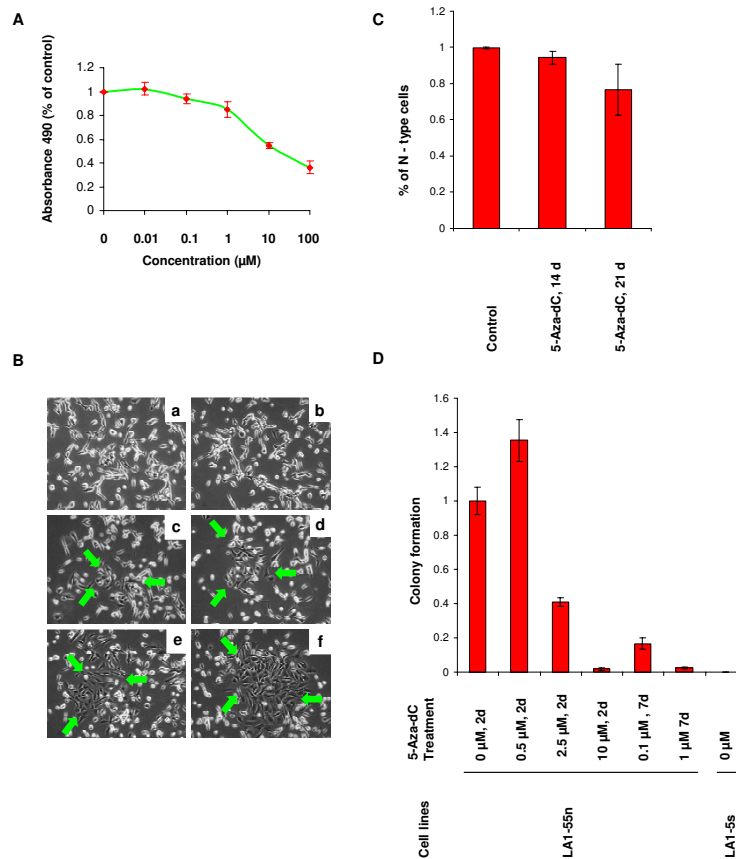 A
Absorbance 490 (% of control)
1.2
1
0.8
0.6
0.4
0.2
0
0 0.01 0.1 1 10 100
Concentration (µM)
C
% of N - type cells
1.2
1
0.8
0.6
0.4
0.2
0
Control
5-Aza-dC, 14 d
5-Aza-dC, 21 d
B
a
b
c
d
e
f
D
Colony formation
1.6
1.4
1.2
1
0.8
0.6
0.4
0.2
0
5-Aza-dC
Treatment
0 µM, 2d
0.5 µM, 2d
2.5 µM, 2d
10 µM, 2d
0.1 µM , 7d
1 µM 7d
0 µM
Cell lines
LA1-55n
LA1-5s